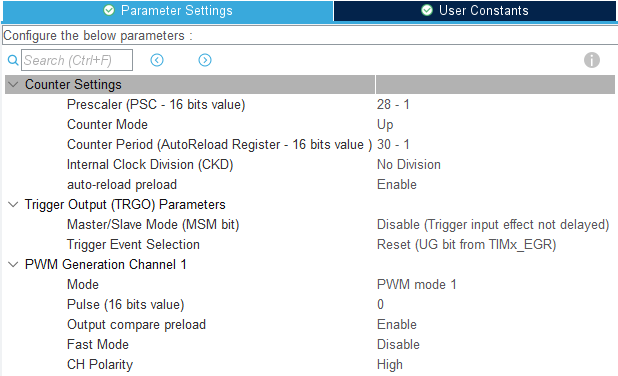 Parameter Settings User Constants
Configure the below parameters :
Search (Ctrl+F)
Counter Settings
Prescaler (PSC - 16 bits value) 28 - 1
Counter Mode Up
Counter Period (AutoReload Register - 16 bits value ) 30 - 1
Internal Clock Division (CKD) No Division
auto-reload preload Enable
Trigger Output (TRGO) Parameters
Master/Slave Mode (MSM bit) Disable (Trigger input effect not delayed)
Trigger Event Selection Reset (UG bit from TIMx_EGR)
PWM Generation Channel 1
Mode PWM mode 1
Pulse (16 bits value) 0
Output compare preload Enable
Fast Mode Disable
CH Polarity High